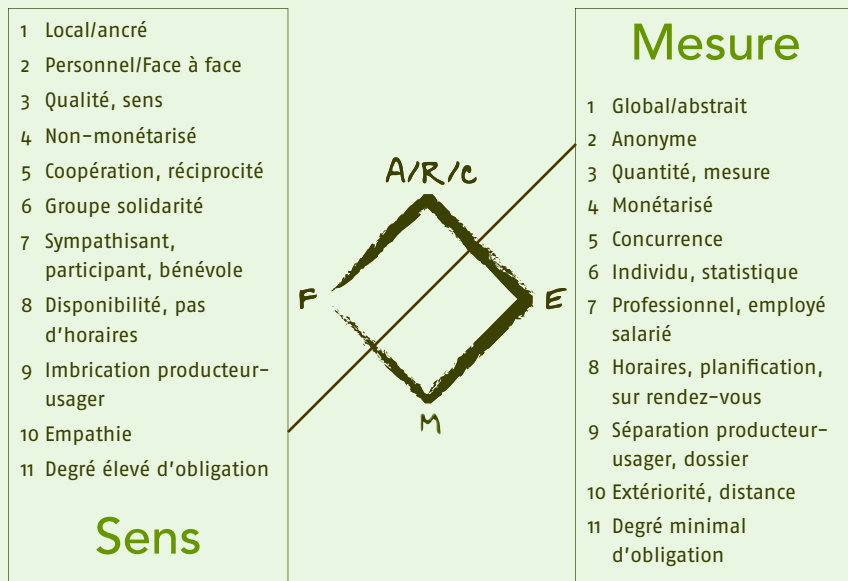 1 Local/ancré
2 Personnel/Face à face
3 Qualité, sens
4 Non-monétarisé
5 Coopération, réciprocité
6 Groupe solidarité
7 Sympathisant,
participant, bénévole
8 Disponibilité, pas
d'horaires
9 Imbrication producteur-
usager
10 Empathie
11 Degré élevé d'obligation
Sens
A/R/C
F
E
M
Mesure
1 Global/abstrait
2 Anonyme
3 Quantité, mesure
4 Monétarisé
5 Concurrence
6 Individu, statistique
7 Professionnel, employé
salarié
8 Horaires, planification,
sur rendez-vous
9 Séparation producteur-
usager, dossier
10 Extériorité, distance
11 Degré minimal
d'obligation